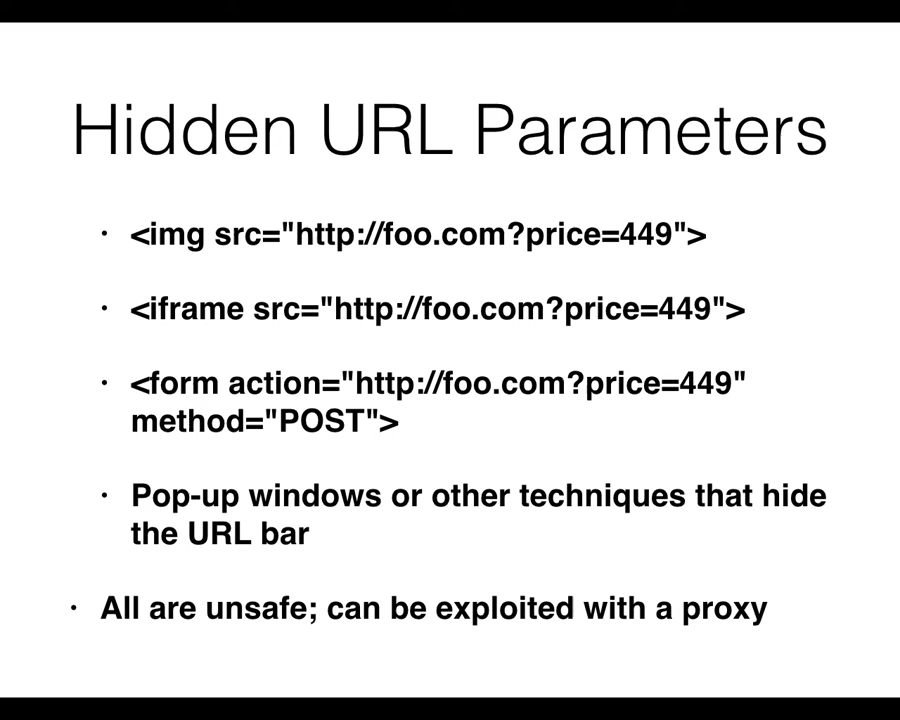 Hidden URL Parameters
• <img src="http://foo.com?price=449">
• <iframe src="http://foo.com?price=449">
• <form action="http://foo.com?price=449"
method="POST">
• Pop-up windows or other techniques that hide
the URL bar
• All are unsafe; can be exploited with a proxy